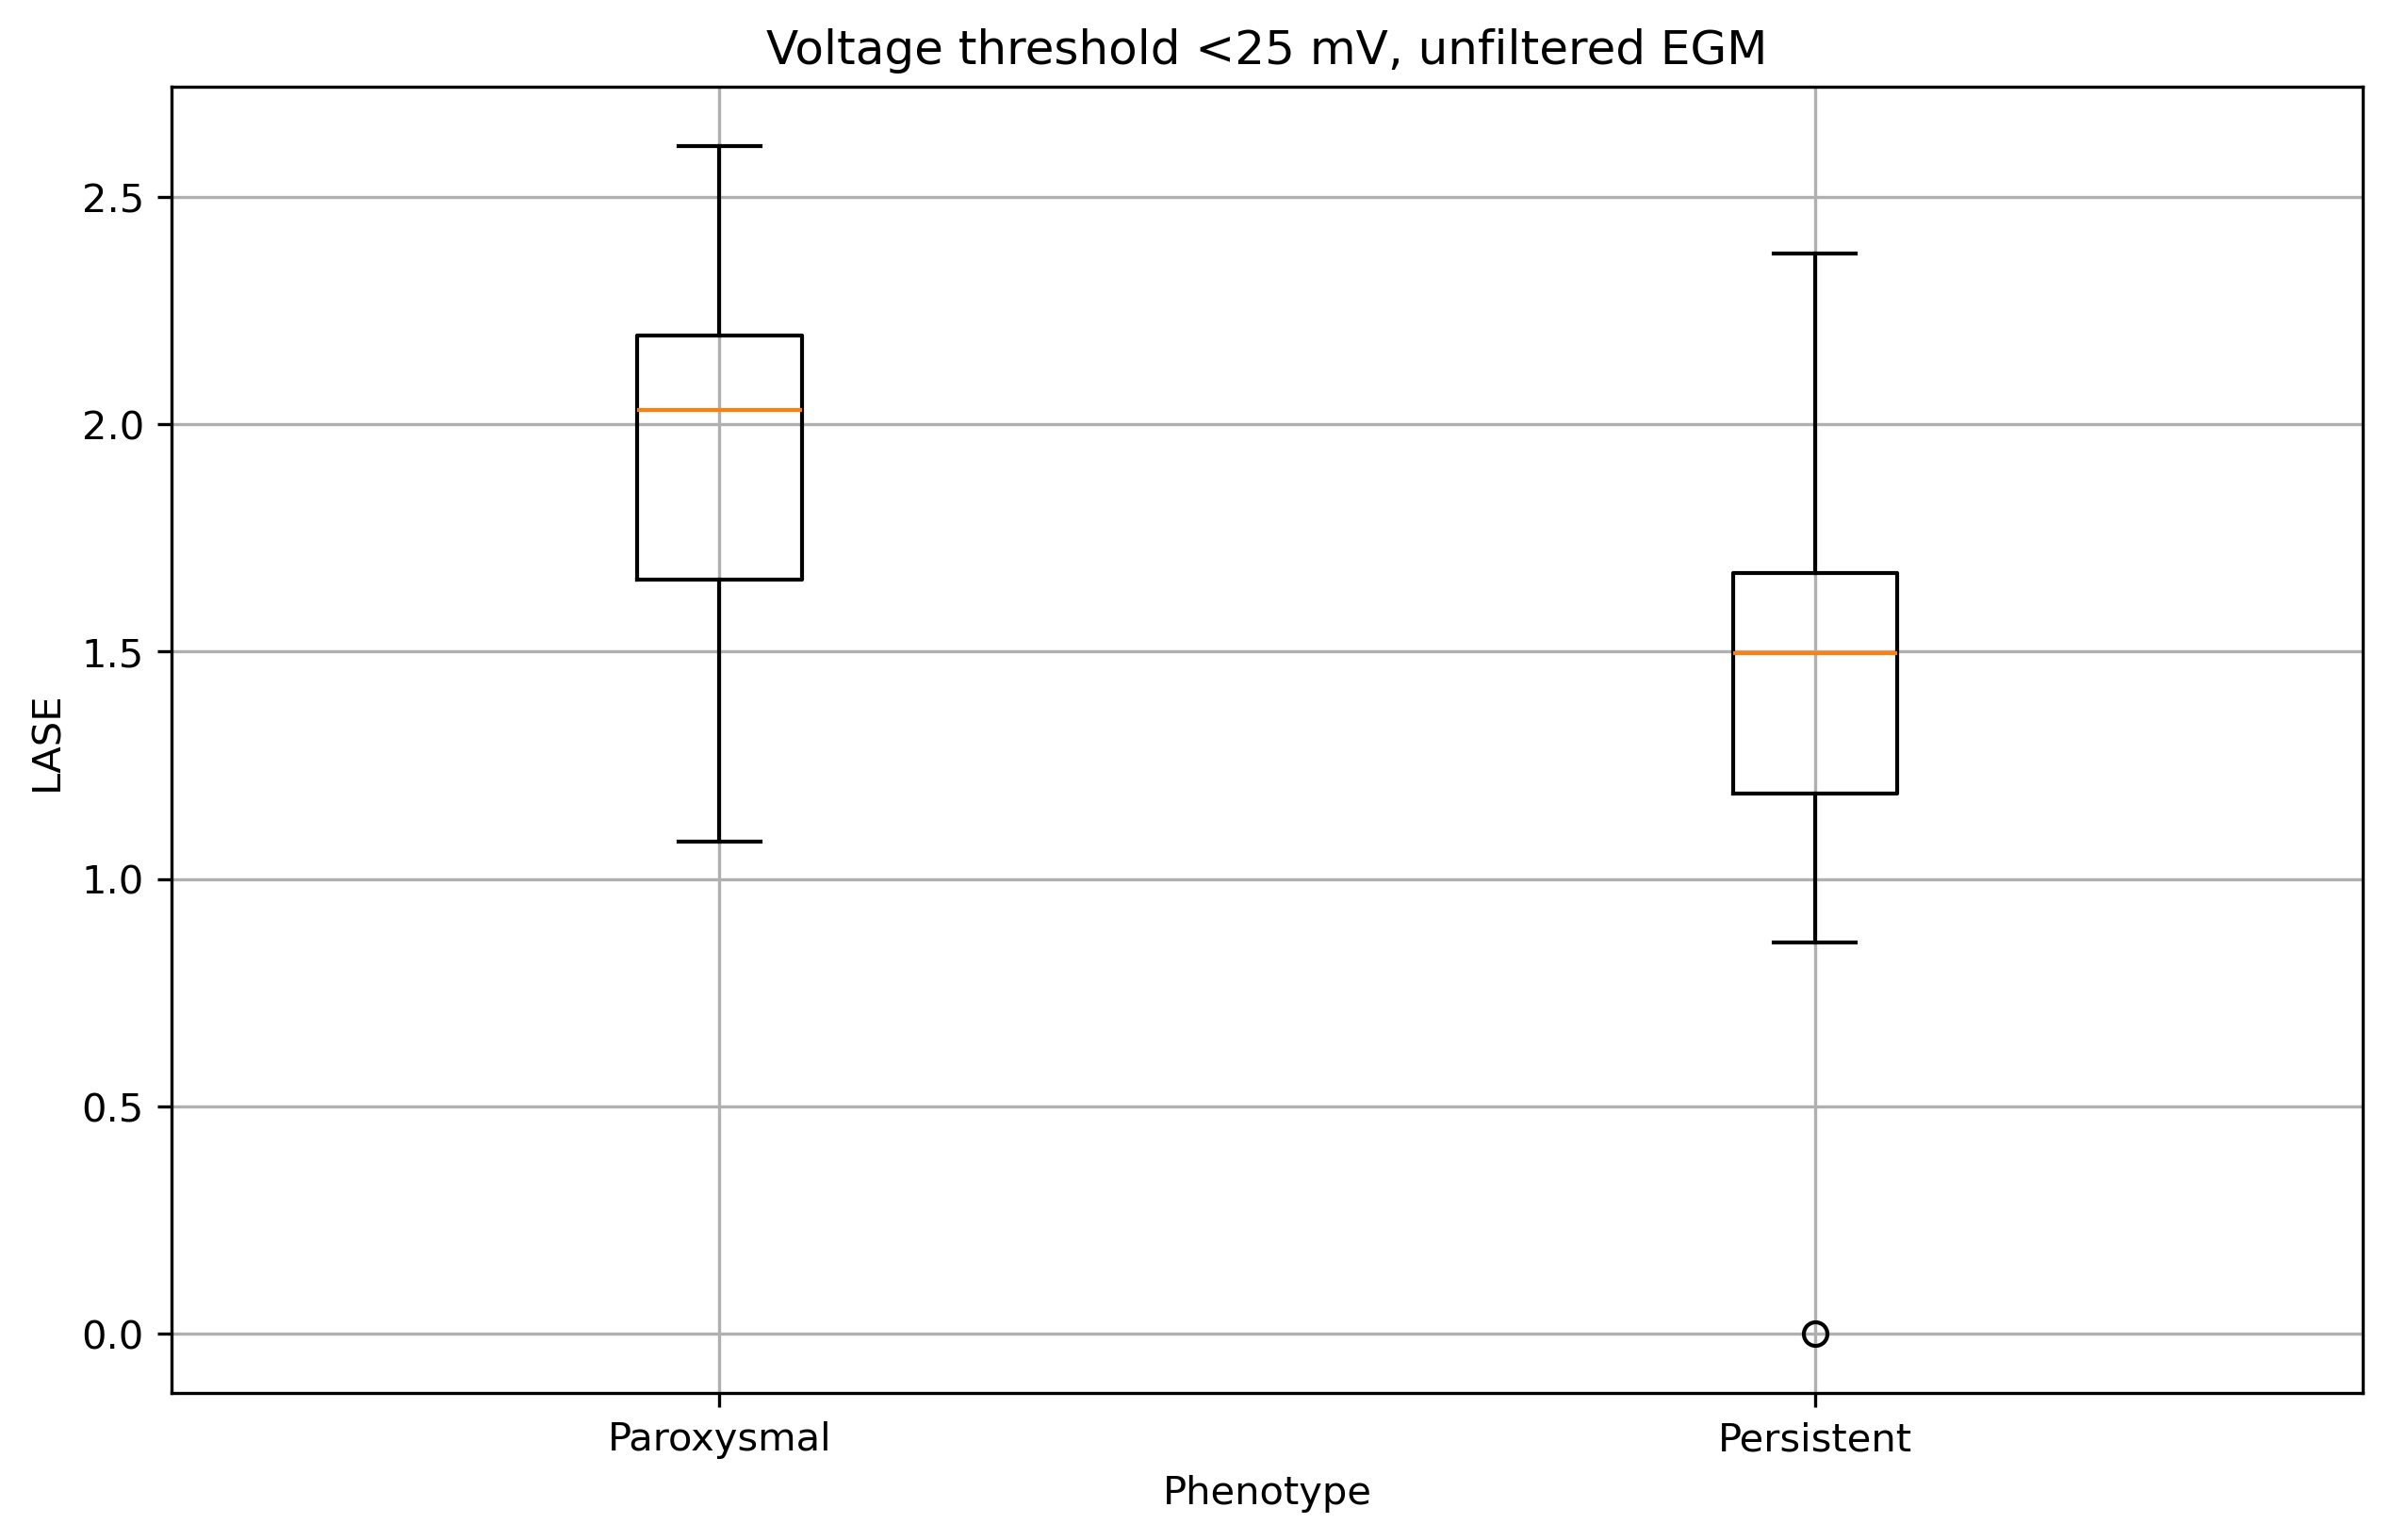 Voltage threshold <25 mV, unfiltered EGM
2.5
2.0
1.5
1.0
0.5
0.0
LASE
Paroxysmal
Persistent
Phenotype